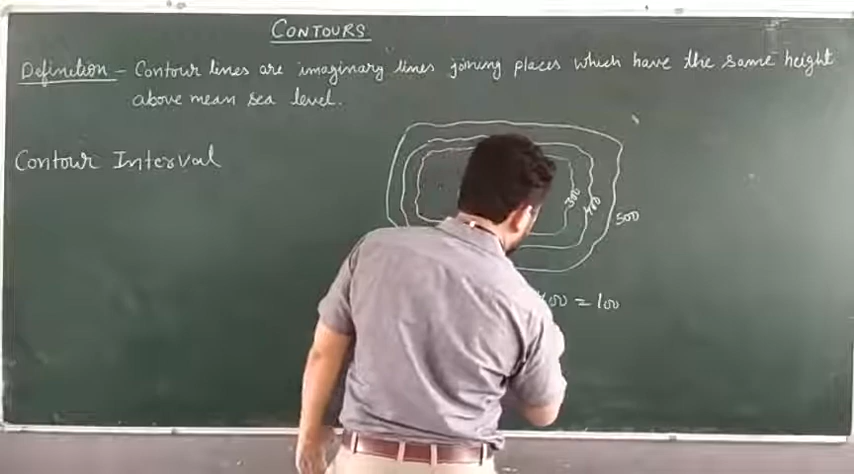 CONTOURS
Definition - Contour lines are imaginary lines joining places which have the same height
above mean sea level.
Contour Interval
300
400
500
400 = 100